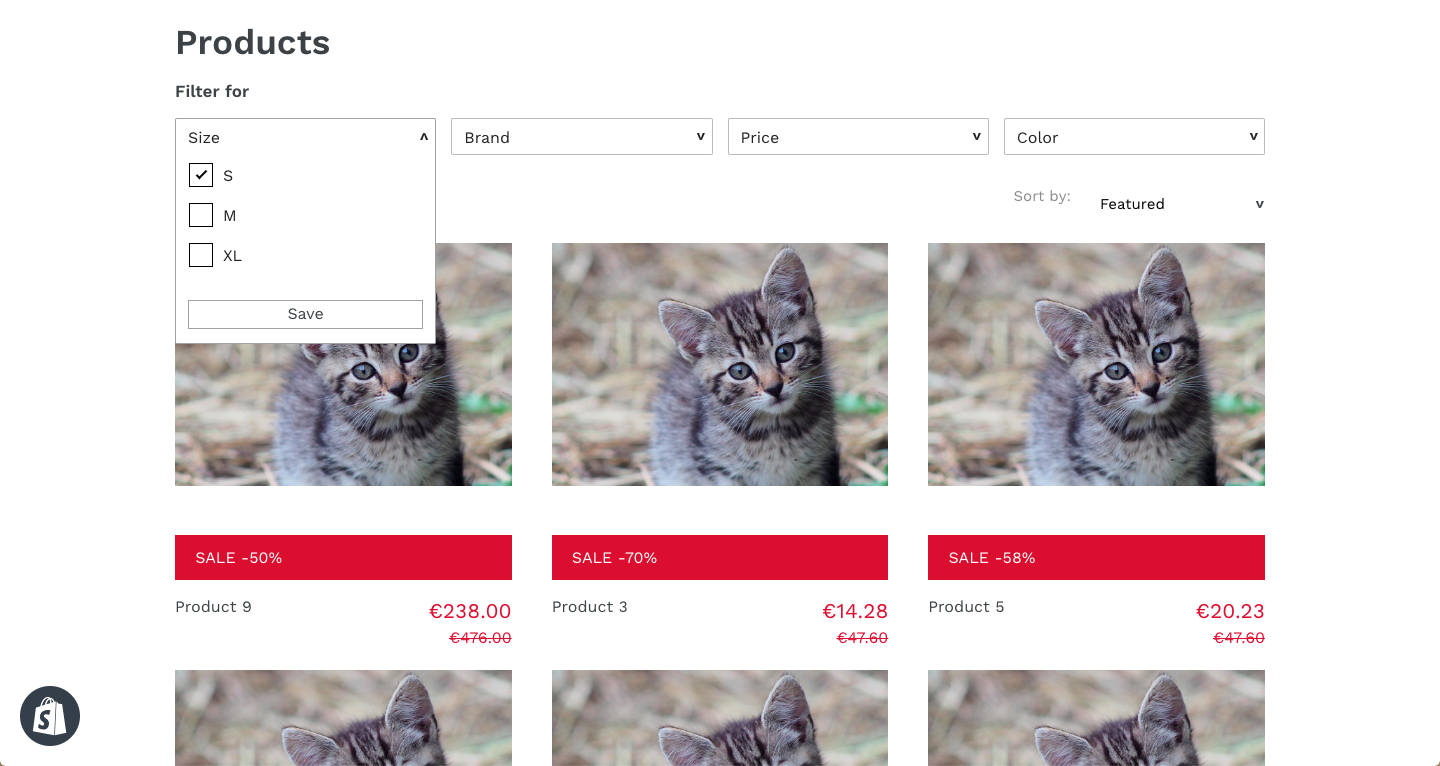 Products
Filter for
Size ^ Brand v Price v Color v
S
M
XL
Save
Sort by: Featured v
SALE -50% SALE -70% SALE -58%
Product 9 €238.00 Product 3 €14.28 Product 5 €20.23
€476.00 €47.60 €47.60
S